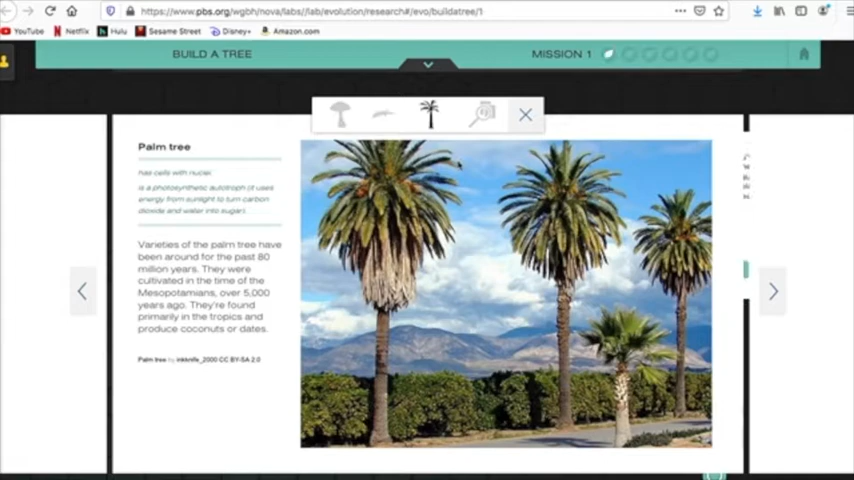 https://www.pbs.org/wgbh/nova/labs//lab/evolution/research#/evo/buildatree/1
YouTube Netflix Hulu Sesame Street Disney+ Amazon.com
BUILD A TREE MISSION 1
Palm tree
has cells with nuclei.
is a photosynthetic autotroph (it uses
energy from sunlight to turn carbon
dioxide and water into sugar).
Varieties of the palm tree have
been around for the past 80
million years. They were
cultivated in the time of the
Mesopotamians, over 5,000
years ago. They're found
primarily in the tropics and
produce coconuts or dates.
Palm tree by inkknife_2000 CC BY-SA 2.0